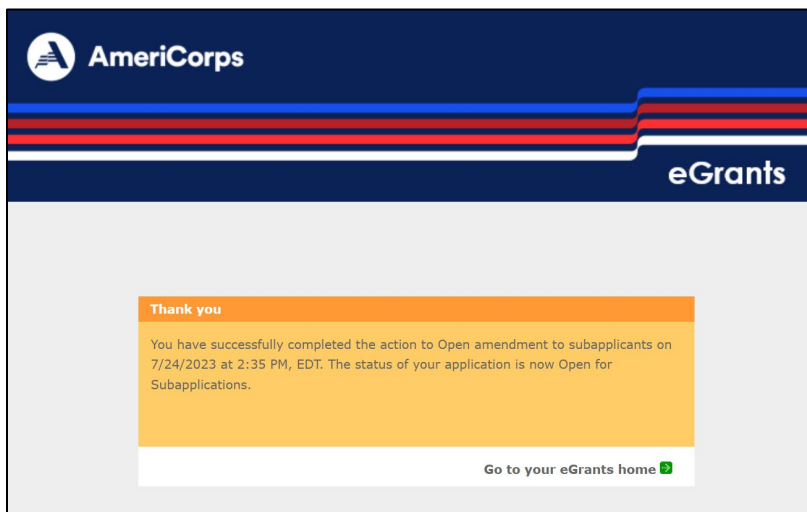 AmeriCorps
eGrants
Thank you
You have successfully completed the action to Open amendment to subapplicants on
7/24/2023 at 2:35 PM, EDT. The status of your application is now Open for
Subapplications.
Go to your eGrants home